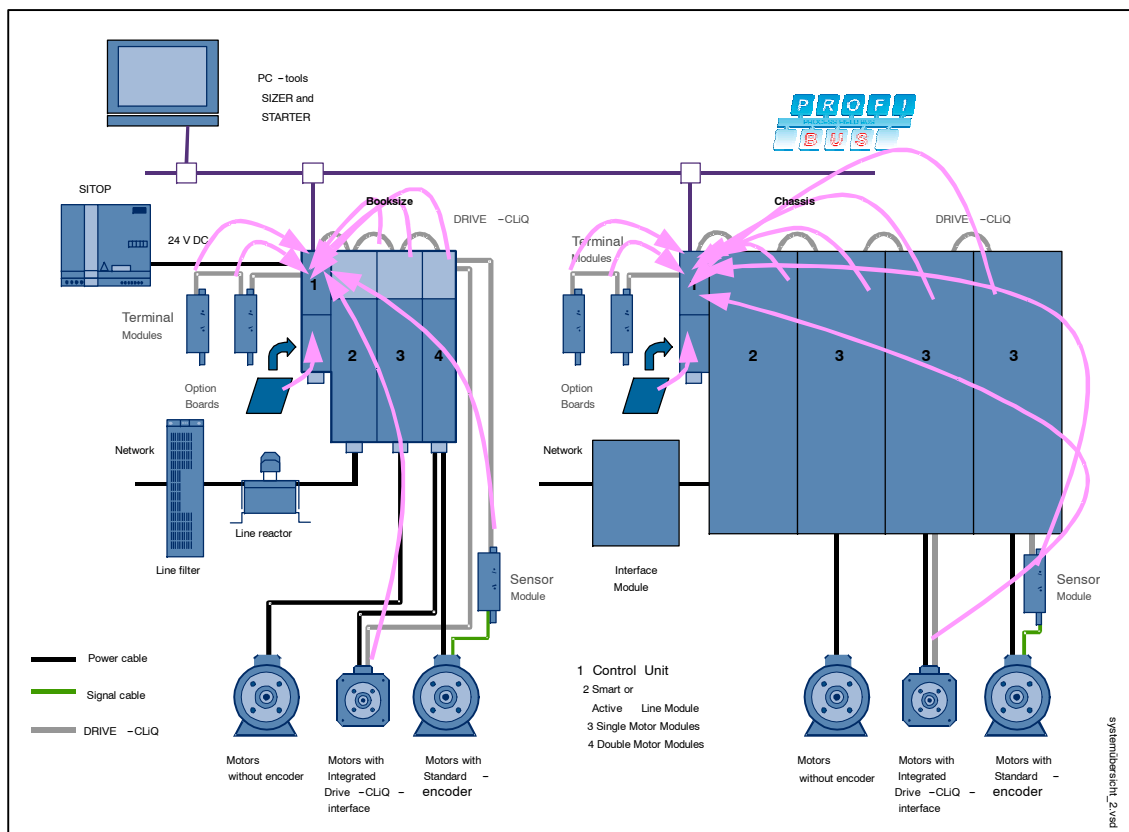 PC -tools
SIZER and
STARTER
PROFI
PROCESS FIELD BUS
BUS
SITOP
24 V DC
Booksize
DRIVE -CLiQ
Terminal
Modules
Chassis
DRIVE -CLiQ
1
2
3
4
Terminal
Modules
Option
Boards
1
2
3
3
3
Option
Boards
Network
Line filter
Line reactor
Sensor
Module
Network
Interface
Module
Sensor
Module
Power cable
Signal cable
DRIVE -CLiQ
1 Control Unit
2 Smart or
Active Line Module
3 Single Motor Modules
4 Double Motor Modules
Motors
without encoder
Motors with
Integrated
Drive -CLiQ -
interface
Motors with
Standard -
encoder
Motors
without encoder
Motors with
Integrated
Drive -CLiQ -
interface
Motors with
Standard -
encoder
systemübersicht_2.vsd